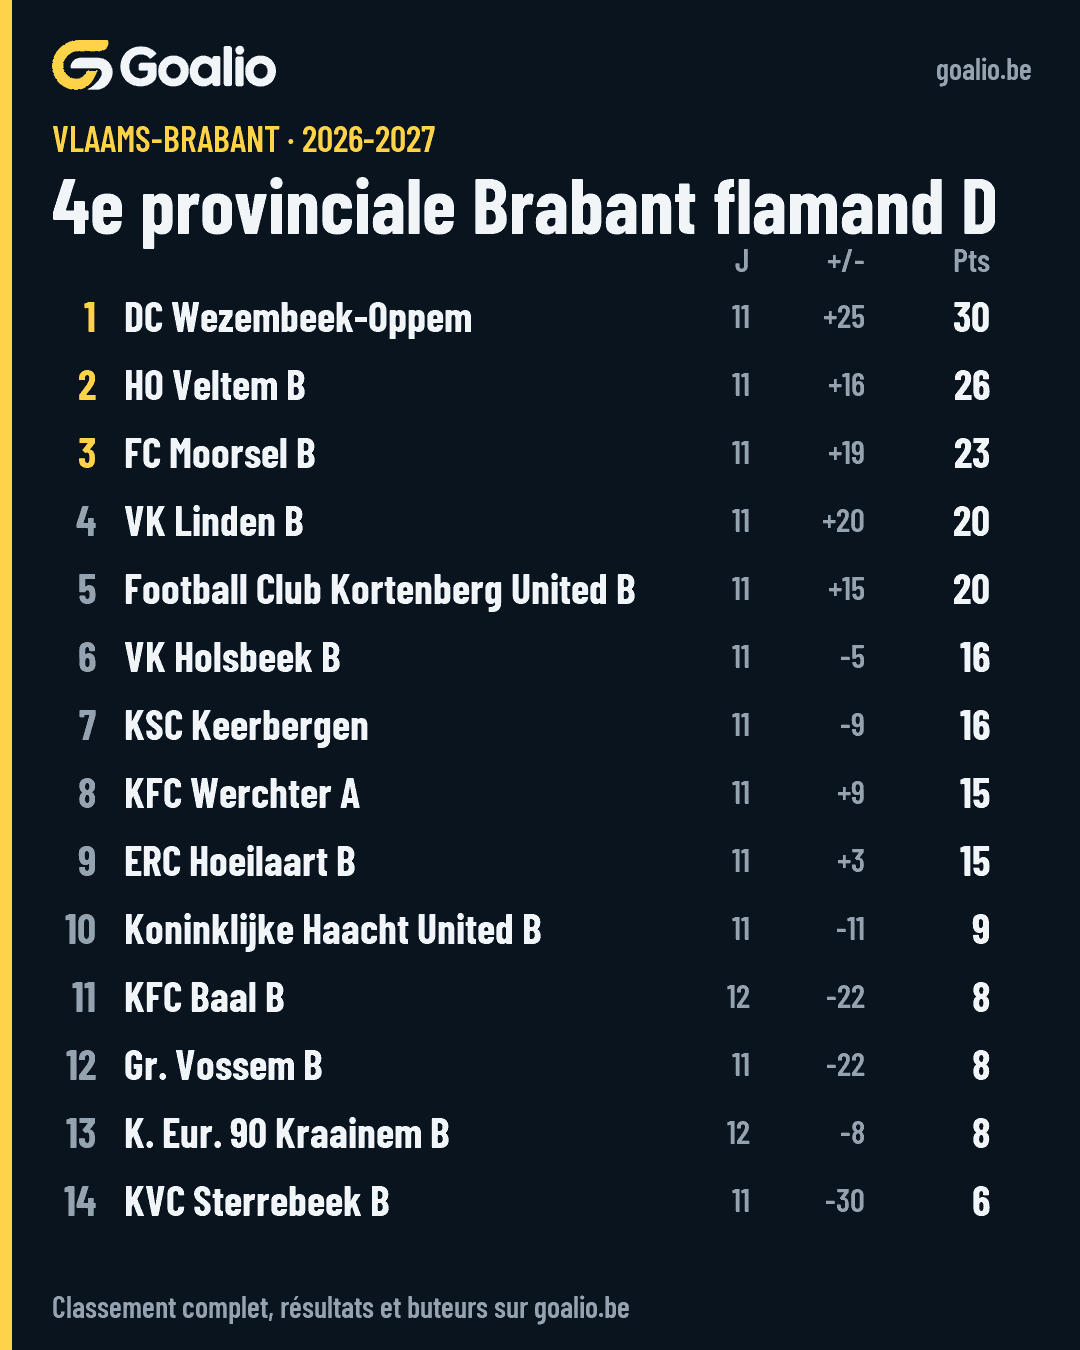 Goalio
goalio.be
VLAAMS-BRABANT · 2026-2027
4e provinciale Brabant flamand D
J +/- Pts
1 DC Wezembeek-Oppem 11 +25 30
2 HO Veltem B 11 +16 26
3 FC Moorsel B 11 +19 23
4 VK Linden B 11 +20 20
5 Football Club Kortenberg United B 11 +15 20
6 VK Holsbeek B 11 -5 16
7 KSC Keerbergen 11 -9 16
8 KFC Werchter A 11 +9 15
9 ERC Hoeilaart B 11 +3 15
10 Koninklijke Haacht United B 11 -11 9
11 KFC Baal B 12 -22 8
12 Gr. Vossem B 11 -22 8
13 K. Eur. 90 Kraainem B 12 -8 8
14 KVC Sterrebeek B 11 -30 6
Classement complet, résultats et buteurs sur goalio.be